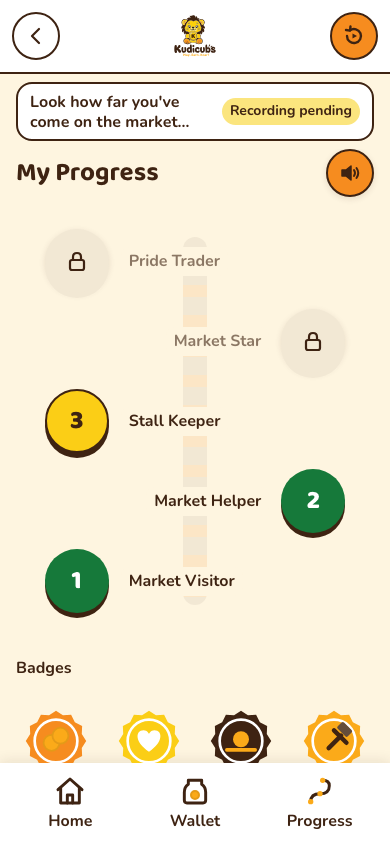 Kudicub's
Look how far you've
come on the market...
Recording pending
My Progress
Pride Trader
Market Star
3
Stall Keeper
Market Helper
2
1
Market Visitor
Badges
Home
Wallet
Progress